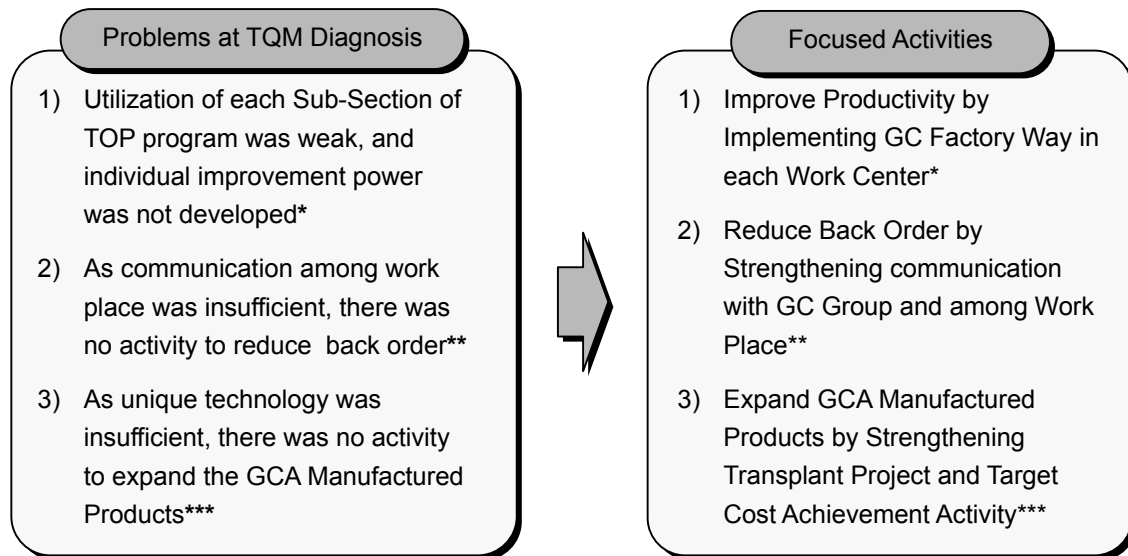 Problems at TQM Diagnosis
1) Utilization of each Sub-Section of
TOP program was weak, and
individual improvement power
was not developed*
2) As communication among work
place was insufficient, there was
no activity to reduce back order**
3) As unique technology was
insufficient, there was no activity
to expand the GCA Manufactured
Products***
Focused Activities
1) Improve Productivity by
Implementing GC Factory Way in
each Work Center*
2) Reduce Back Order by
Strengthening communication
with GC Group and among Work
Place**
3) Expand GCA Manufactured
Products by Strengthening
Transplant Project and Target
Cost Achievement Activity***